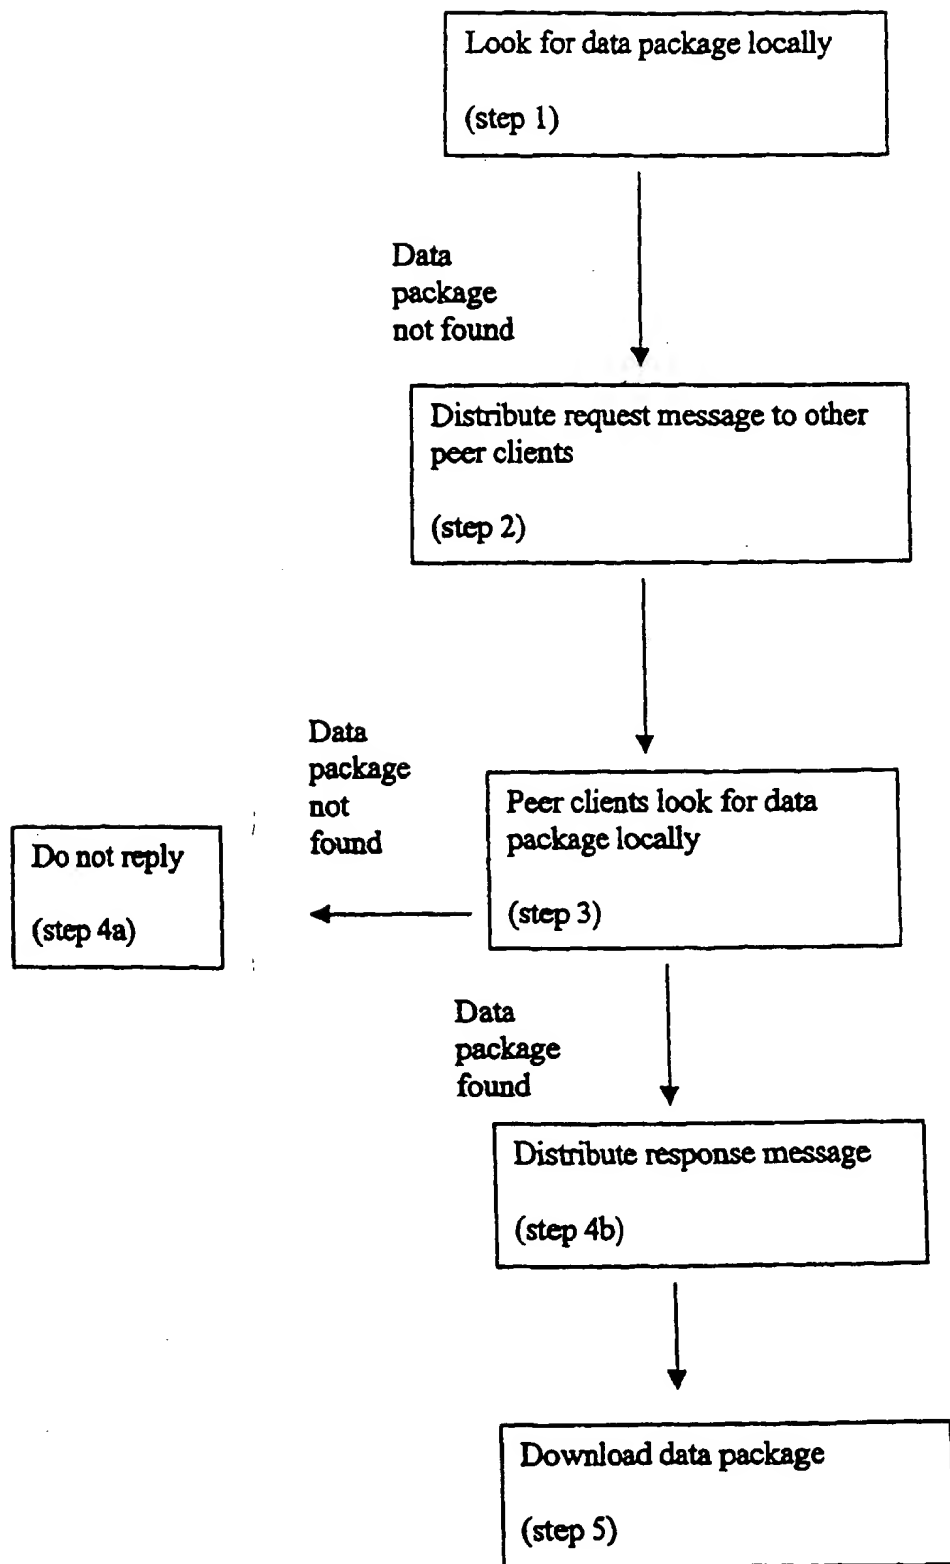 Look for data package locally
(step 1)
Data
package
not found
Distribute request message to other
peer clients
(step 2)
Data
package
not
found
Peer clients look for data
package locally
(step 3)
Do not reply
(step 4a)
Data
package
found
Distribute response message
(step 4b)
Download data package
(step 5)